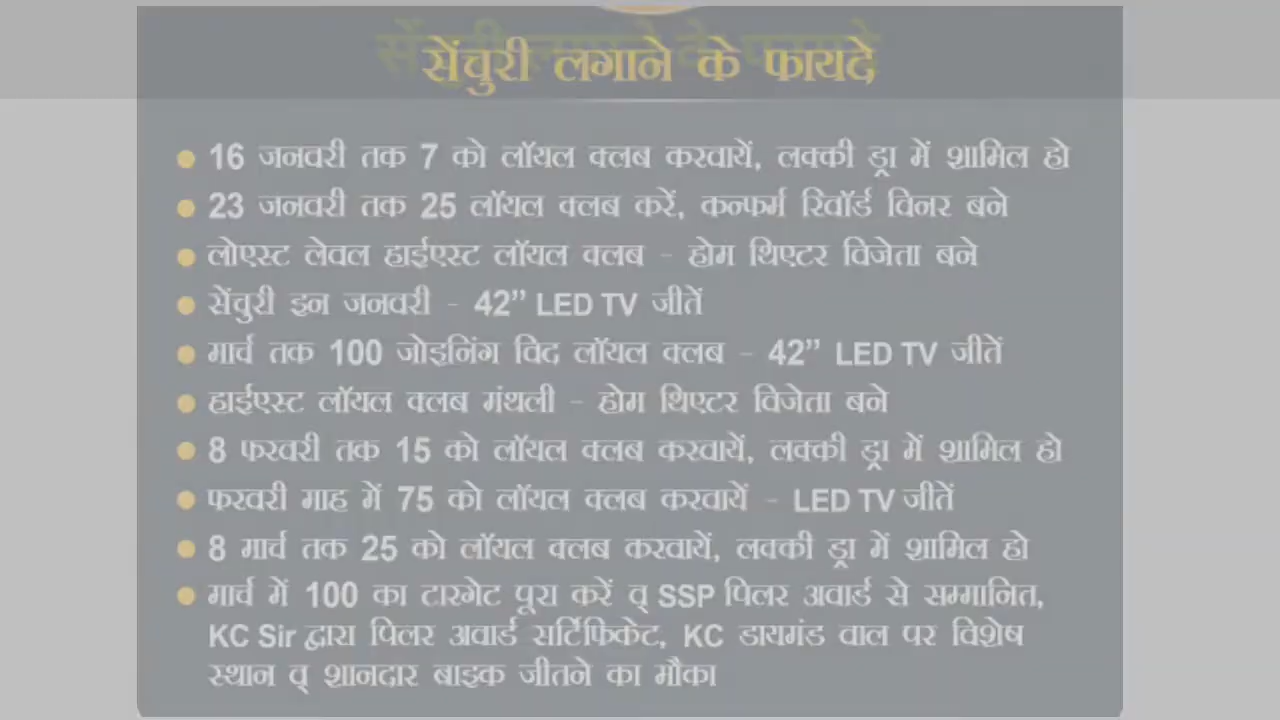 सेंचुरी लगाने के फायदे
16 जनवरी तक 7 को लॉयल क्लब करवायें, लक्की ड्रा में शामिल हो
23 जनवरी तक 25 लॉयल क्लब करें, कन्फर्म रिवॉर्ड विनर बने
लोएस्ट लेवल हाईएस्ट लॉयल क्लब - होम थिएटर विजेता बने
सेंचुरी इन जनवरी - 42” LED TV जीतें
मार्च तक 100 जोइनिंग विद लॉयल क्लब - 42” LED TV जीतें
हाईएस्ट लॉयल क्लब मंथली - होम थिएटर विजेता बने
8 फरवरी तक 15 को लॉयल क्लब करवायें, लक्की ड्रा में शामिल हो
फरवरी माह में 75 को लॉयल क्लब करवायें - LED TV जीतें
8 मार्च तक 25 को लॉयल क्लब करवायें, लक्की ड्रा में शामिल हो
मार्च में 100 का टारगेट पूरा करें व् SSP पिलर अवार्ड से सम्मानित,
KC Sir द्वारा पिलर अवार्ड सर्टिफिकेट, KC डायमंड वाल पर विशेष
स्थान व् शानदार बाइक जीतने का मौका